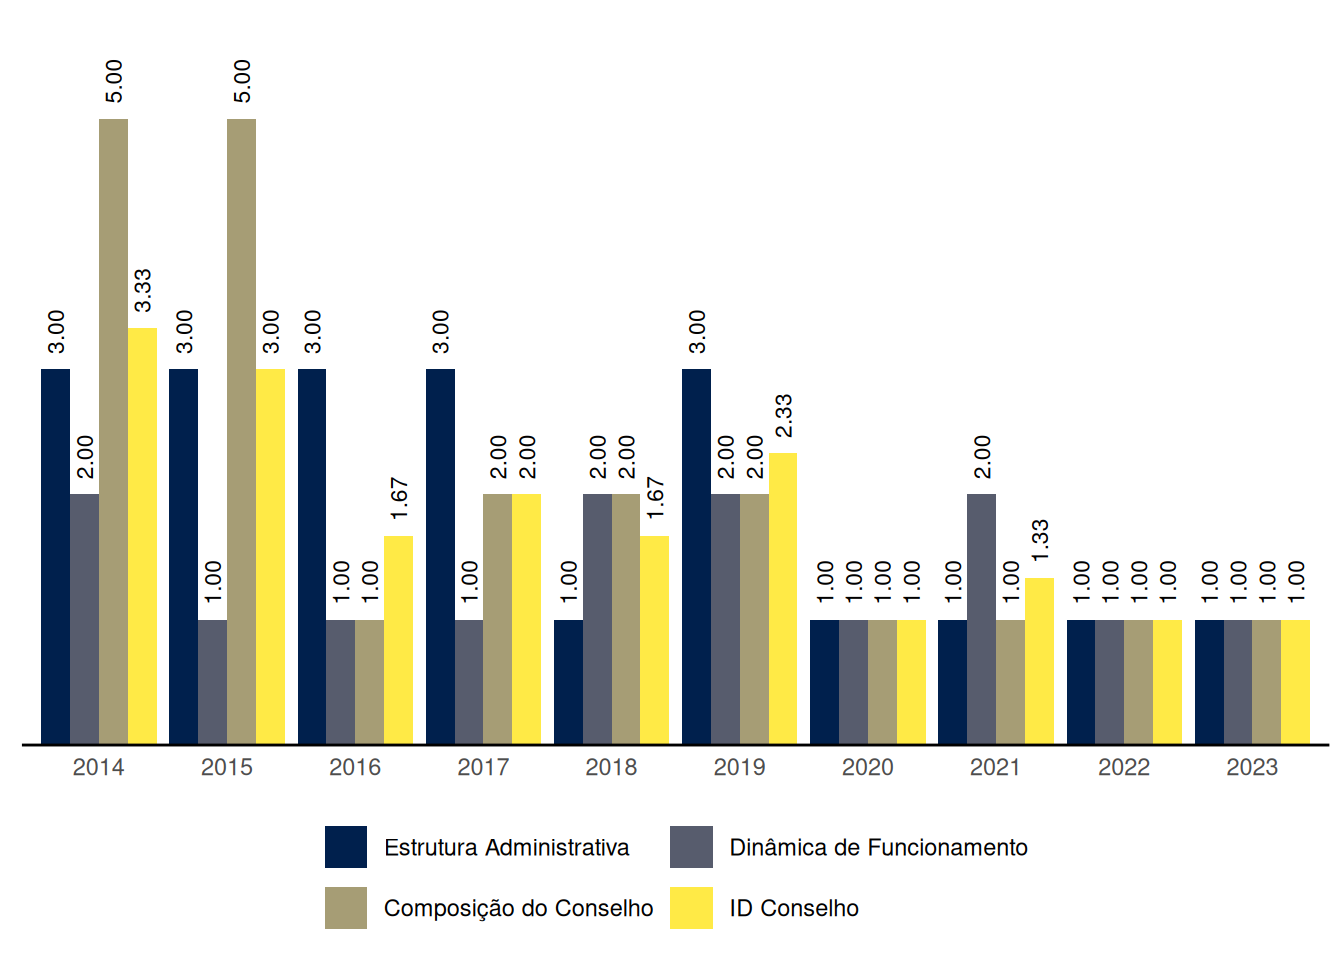 3.00 2.00 5.00 3.33
3.00 1.00 5.00 3.00
3.00 1.00 1.00 1.67
3.00 1.00 2.00 2.00
1.00 2.00 2.00 1.67
3.00 2.00 2.00 2.33
1.00 1.00 1.00 1.00
1.00 2.00 1.00 1.33
1.00 1.00 1.00 1.00
1.00 1.00 1.00 1.00
2014 2015 2016 2017 2018 2019 2020 2021 2022 2023
Estrutura Administrativa Dinâmica de Funcionamento
Composição do Conselho ID Conselho